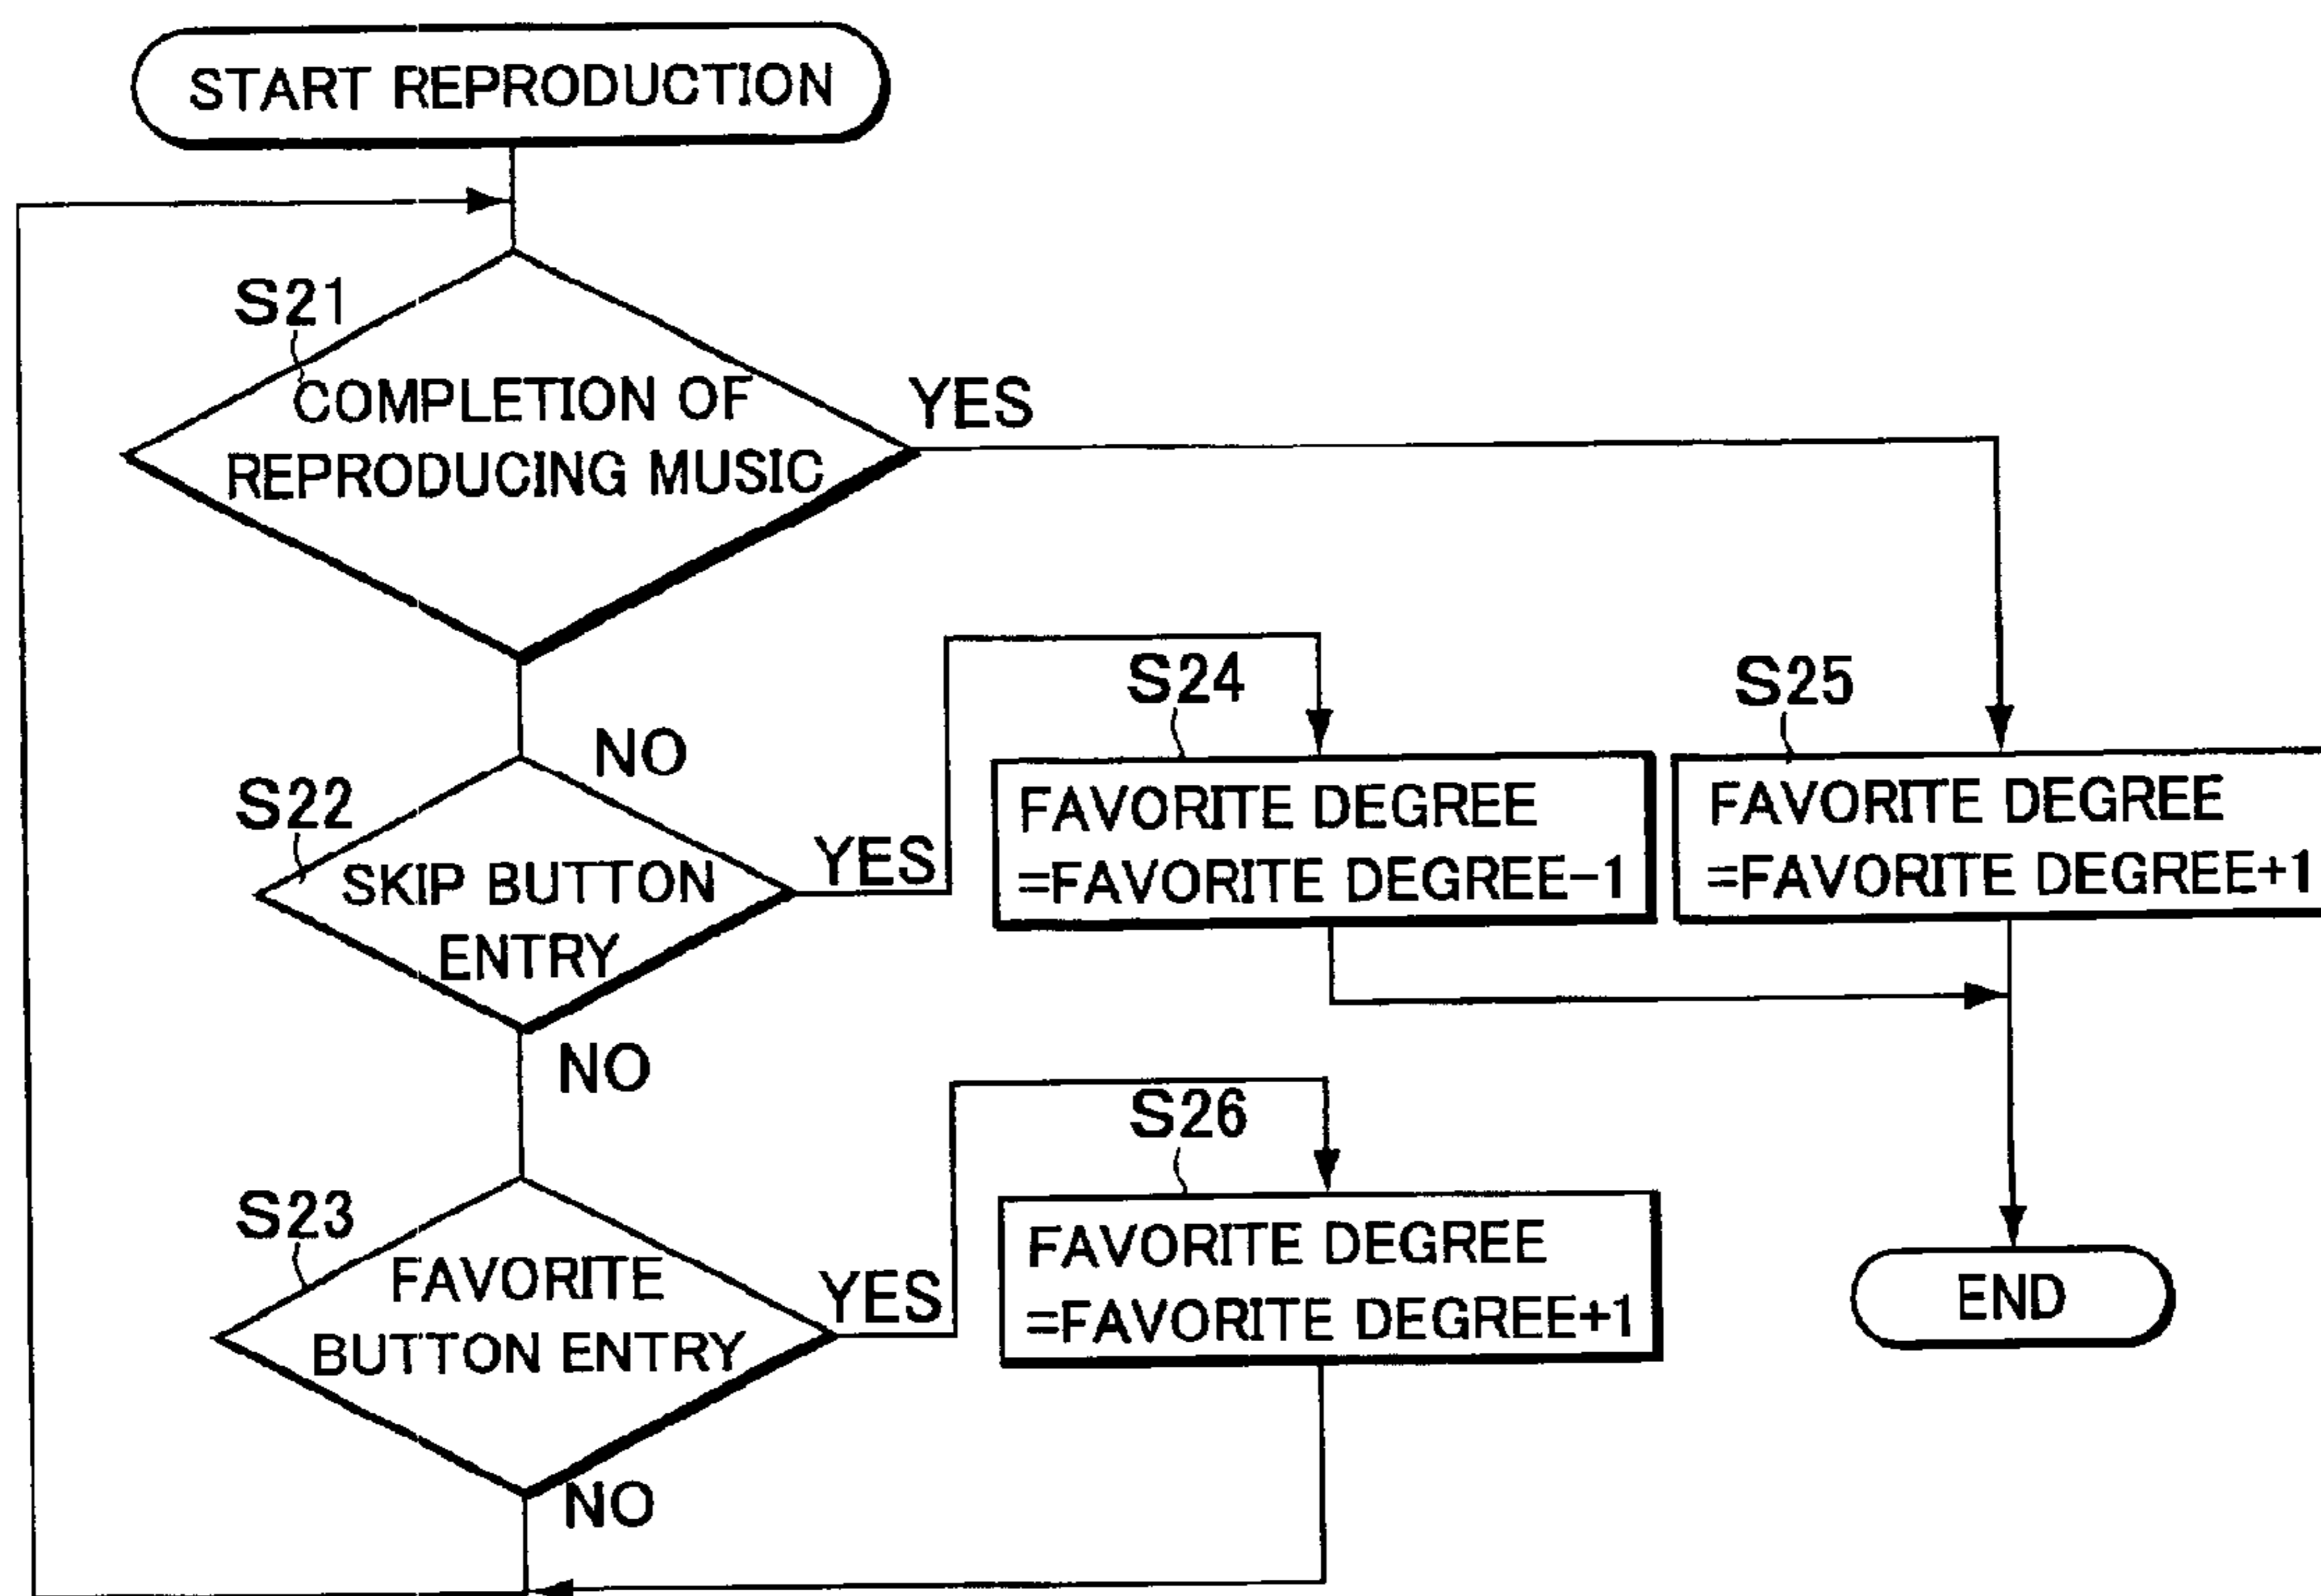 START REPRODUCTION
S21
COMPLETION OF
REPRODUCING MUSIC
YES
NO
S22
SKIP BUTTON
ENTRY
YES
S24
FAVORITE DEGREE
=FAVORITE DEGREE-1
S25
FAVORITE DEGREE
=FAVORITE DEGREE+1
NO
S23
FAVORITE
BUTTON ENTRY
YES
S26
FAVORITE DEGREE
=FAVORITE DEGREE+1
END
NO